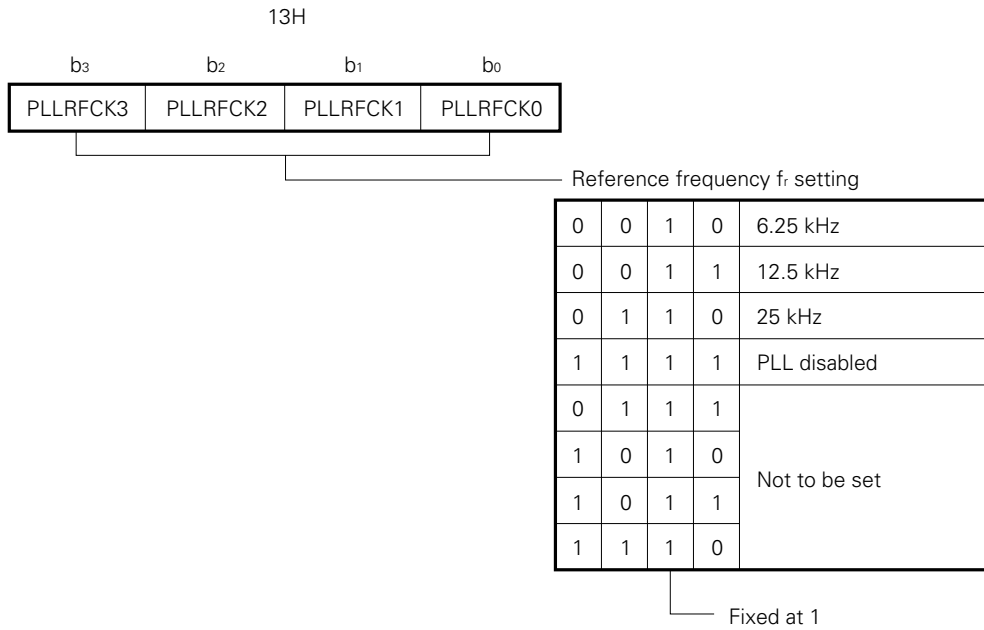 13H
b3 b2 b1 b0
PLLRFCK3 PLLRFCK2 PLLRFCK1 PLLRFCK0
Reference frequency fr setting
0 0 1 0 6.25 kHz
0 0 1 1 12.5 kHz
0 1 1 0 25 kHz
1 1 1 1 PLL disabled
0 1 1 1
1 0 1 0
Not to be set
1 0 1 1
1 1 1 0
Fixed at 1